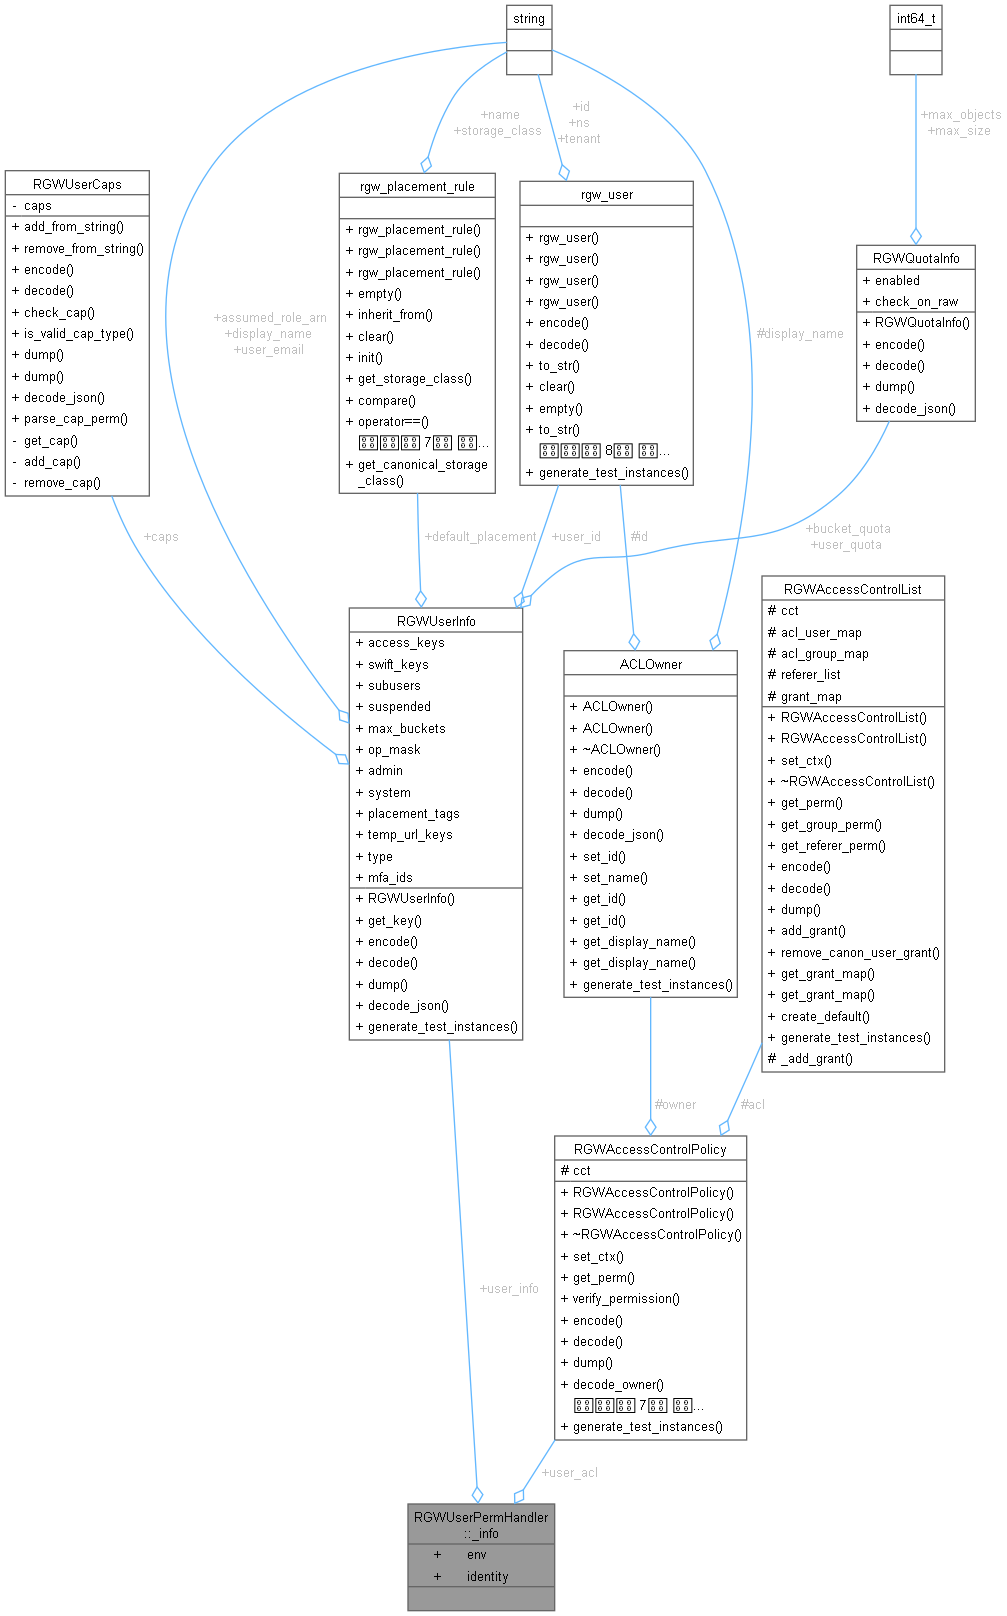 string
int64_t
+id
+ns
+tenant
+name
+storage_class
+max_objects
+max_size
RGWUserCaps
- caps
+ add_from_string()
+ remove_from_string()
+ encode()
+ decode()
+ check_cap()
+ is_valid_cap_type()
+ dump()
+ dump()
+ decode_json()
+ parse_cap_perm()
- get_cap()
- add_cap()
- remove_cap()
rgw_placement_rule
+ rgw_placement_rule()
+ rgw_placement_rule()
+ rgw_placement_rule()
+ empty()
+ inherit_from()
+ clear()
+ init()
+ get_storage_class()
+ compare()
+ operator==()
7 ...
+ get_canonical_storage
_class()
rgw_user
+ rgw_user()
+ rgw_user()
+ rgw_user()
+ rgw_user()
+ encode()
+ decode()
+ to_str()
+ clear()
+ empty()
+ to_str()
8 ...
+ generate_test_instances()
RGWQuotaInfo
+ enabled
+ check_on_raw
+ RGWQuotaInfo()
+ encode()
+ decode()
+ dump()
+ decode_json()
+assumed_role_arn
+display_name
+user_email
#display_name
+caps
+default_placement
+user_id
#id
+bucket_quota
+user_quota
RGWUserInfo
+ access_keys
+ swift_keys
+ subusers
+ suspended
+ max_buckets
+ op_mask
+ admin
+ system
+ placement_tags
+ temp_url_keys
+ type
+ mfa_ids
+ RGWUserInfo()
+ get_key()
+ encode()
+ decode()
+ dump()
+ decode_json()
+ generate_test_instances()
ACLOwner
+ ACLOwner()
+ ACLOwner()
+ ~ACLOwner()
+ encode()
+ decode()
+ dump()
+ decode_json()
+ set_id()
+ set_name()
+ get_id()
+ get_id()
+ get_display_name()
+ get_display_name()
+ generate_test_instances()
RGWAccessControlList
# cct
# acl_user_map
# acl_group_map
# referer_list
# grant_map
+ RGWAccessControlList()
+ RGWAccessControlList()
+ set_ctx()
+ ~RGWAccessControlList()
+ get_perm()
+ get_group_perm()
+ get_referer_perm()
+ encode()
+ decode()
+ dump()
+ add_grant()
+ remove_canon_user_grant()
+ get_grant_map()
+ get_grant_map()
+ create_default()
+ generate_test_instances()
# _add_grant()
#owner
#acl
RGWAccessControlPolicy
# cct
+ RGWAccessControlPolicy()
+ RGWAccessControlPolicy()
+ ~RGWAccessControlPolicy()
+ set_ctx()
+ get_perm()
+ verify_permission()
+ encode()
+ decode()
+ dump()
+ decode_owner()
7 ...
+ generate_test_instances()
+user_info
+user_acl
RGWUserPermHandler
::_info
+ env
+ identity